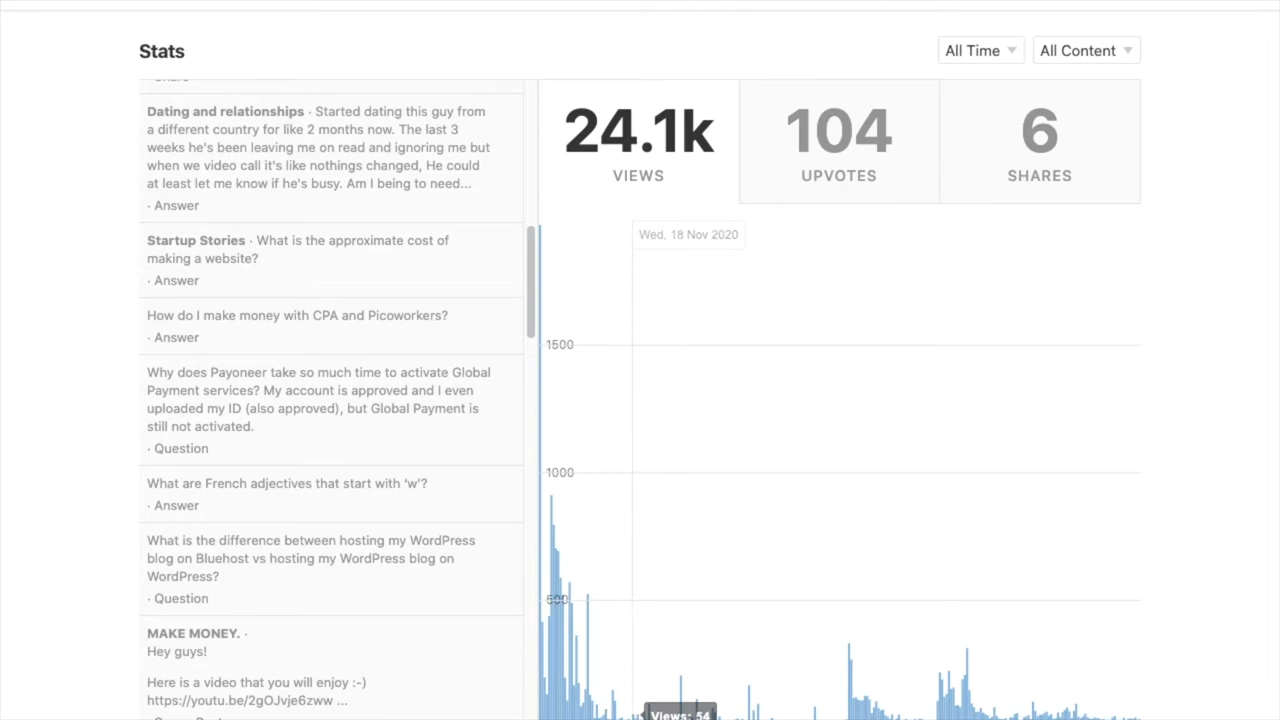 Stats
All Time
All Content
Dating and relationships · Started dating this guy from
a different country for like 2 months now. The last 3
weeks he's been leaving me on read and ignoring me but
when we video call it's like nothings changed, He could
at least let me know if he's busy. Am I being to need...
· Answer
Startup Stories · What is the approximate cost of
making a website?
· Answer
How do I make money with CPA and Picoworkers?
· Answer
Why does Payoneer take so much time to activate Global
Payment services? My account is approved and I even
uploaded my ID (also approved), but Global Payment is
still not activated.
· Question
What are French adjectives that start with ‘w’?
· Answer
What is the difference between hosting my WordPress
blog on Bluehost vs hosting my WordPress blog on
WordPress?
· Question
MAKE MONEY. ·
Hey guys!
Here is a video that you will enjoy :-)
https://youtu.be/2gOJvje6zww ...
24.1k
VIEWS
104
UPVOTES
6
SHARES
Wed, 18 Nov 2020
1500
1000
500
Views: 54